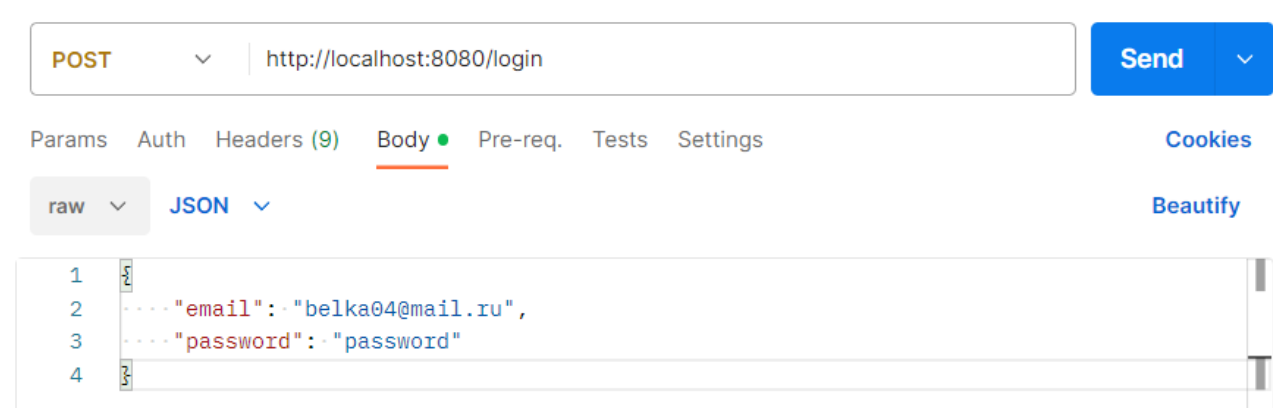 POST http://localhost:8080/login Send
Params Auth Headers (9) Body Pre-req. Tests Settings Cookies
raw JSON Beautify
1 {
2 "email": "belka04@mail.ru",
3 "password": "password"
4 }